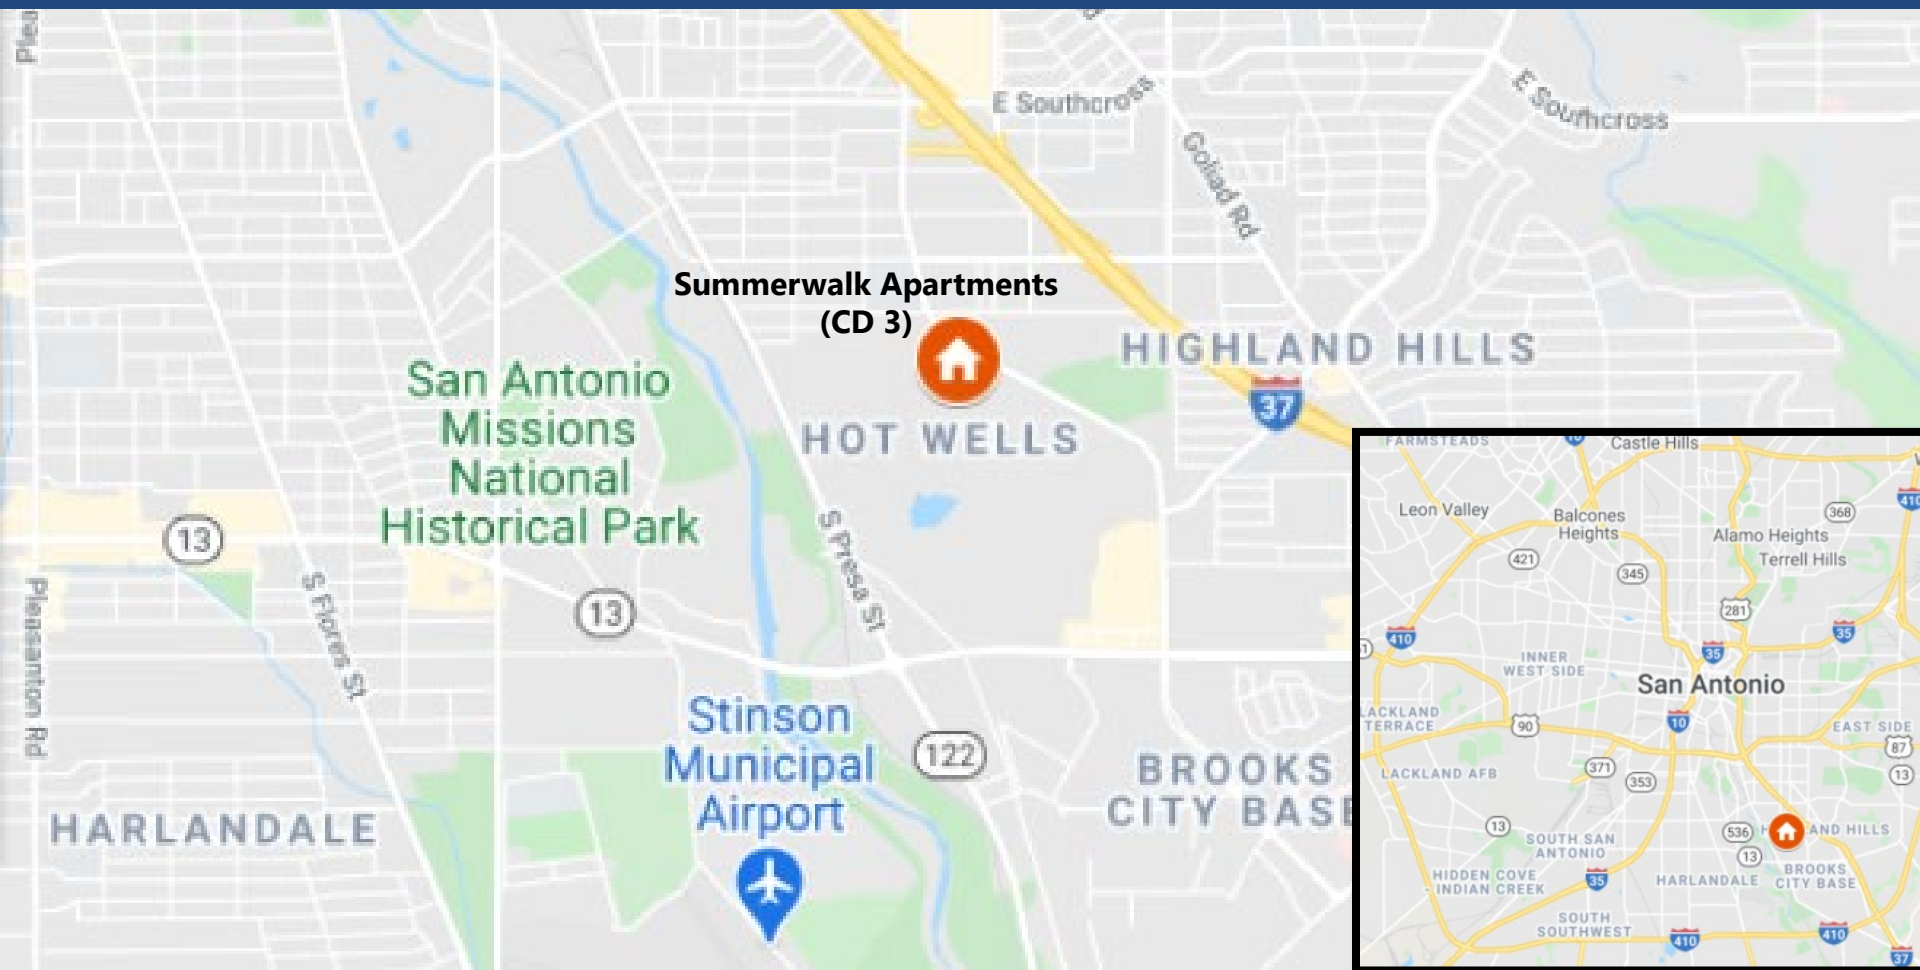 Plea
E Southcross
E Southcross
Goliad Rd
Summerwalk Apartments
(CD 3)
HIGHLAND HILLS
San Antonio
Missions
National
Historical Park
37
HOT WELLS
13
S Presa St
S Flores St
13
Pleasanton Rd
Stinson
Municipal
Airport
122
BROOKS
CITY BASE
HARLANDALE
FARMSTEADS
10
Castle Hills
410
Leon Valley
Balcones
Heights
368
Alamo Heights
Terrell Hills
421
345
281
410
35
35
INNER
WEST SIDE
San Antonio
LACKLAND
TERRACE
90
10
EAST SIDE
87
13
LACKLAND AFB
371
353
13
536
H
AND HILLS
SOUTH SAN
ANTONIO
13
HIDDEN COVE
INDIAN CREEK
35
HARLANDALE
BROOKS
CITY BASE
SOUTH
SOUTHWEST
410
410
37